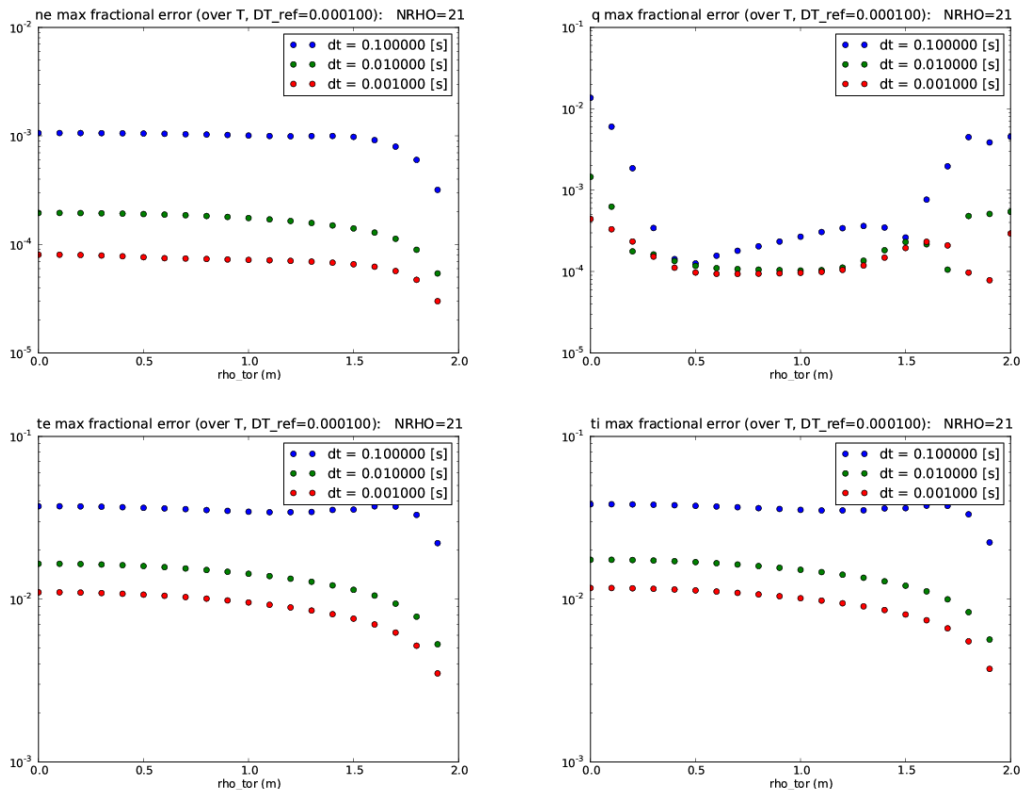 ne max fractional error (over T, DT_ref=0.000100): NRHO=21
10^-2
dt = 0.100000 [s]
dt = 0.010000 [s]
dt = 0.001000 [s]
10^-3
10^-4
10^-5
0.0 0.5 1.0 1.5 2.0
rho_tor (m)
q max fractional error (over T, DT_ref=0.000100): NRHO=21
10^-1
dt = 0.100000 [s]
dt = 0.010000 [s]
dt = 0.001000 [s]
10^-2
10^-3
10^-4
10^-5
0.0 0.5 1.0 1.5 2.0
rho_tor (m)
te max fractional error (over T, DT_ref=0.000100): NRHO=21
10^-1
dt = 0.100000 [s]
dt = 0.010000 [s]
dt = 0.001000 [s]
10^-2
10^-3
0.0 0.5 1.0 1.5 2.0
rho_tor (m)
ti max fractional error (over T, DT_ref=0.000100): NRHO=21
10^-1
dt = 0.100000 [s]
dt = 0.010000 [s]
dt = 0.001000 [s]
10^-2
10^-3
0.0 0.5 1.0 1.5 2.0
rho_tor (m)